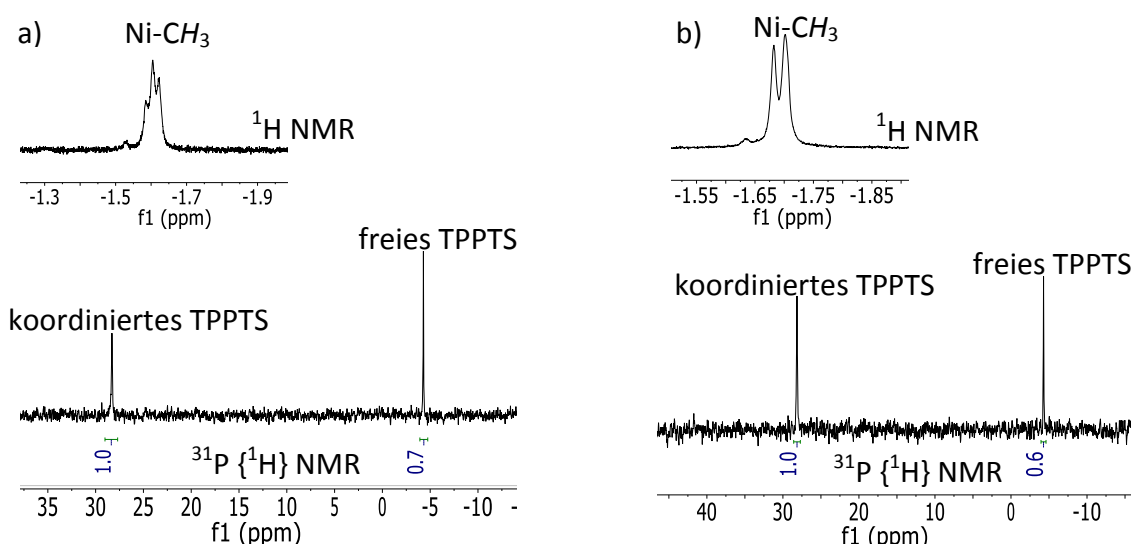 a)
Ni-CH3
1H NMR
-1.3 -1.5 -1.7 -1.9
f1 (ppm)
freies TPPTS
koordiniertes TPPTS
1.0
31P {1H} NMR
0.7
35 30 25 20 15 10 5 0 -5 -10
f1 (ppm)
b)
Ni-CH3
1H NMR
-1.55 -1.65 -1.75 -1.85
f1 (ppm)
freies TPPTS
koordiniertes TPPTS
1.0
31P {1H} NMR
0.6
40 30 20 10 0 -10
f1 (ppm)